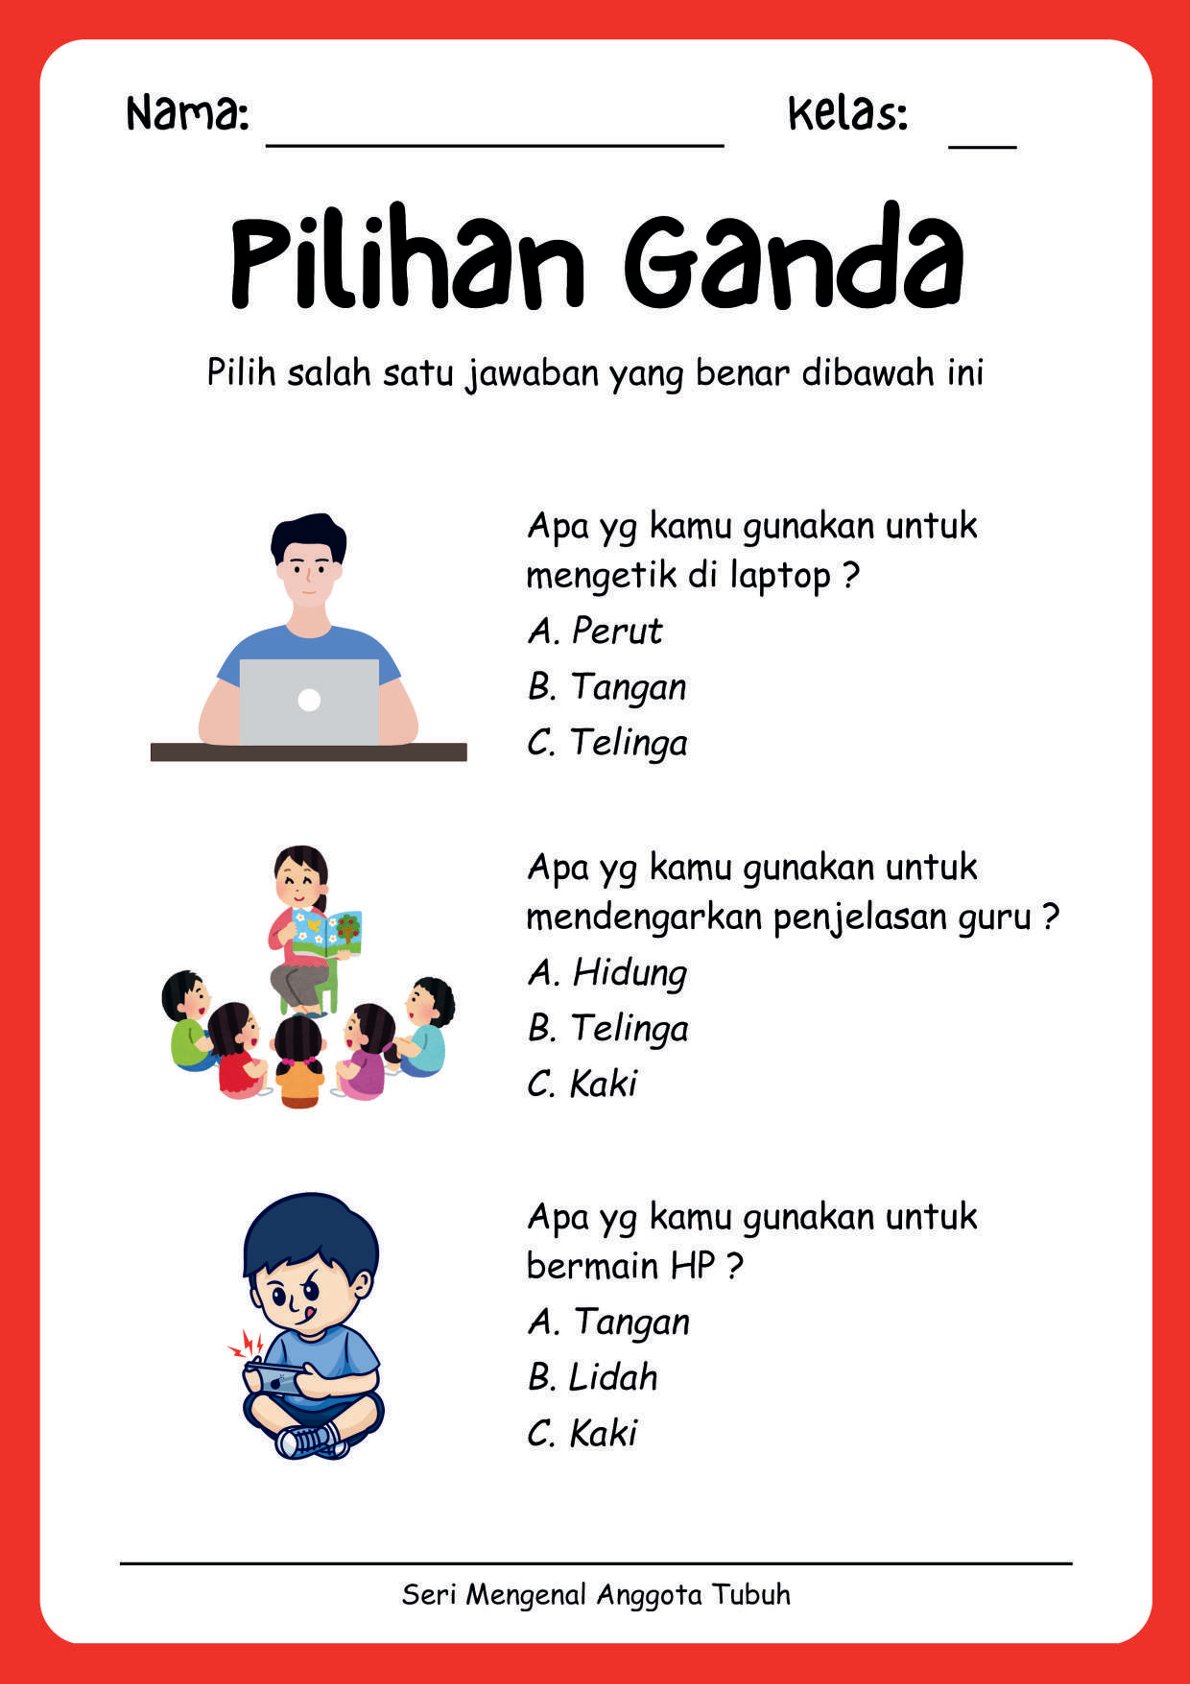 Nama: Kelas:
Pilihan Ganda
Pilih salah satu jawaban yang benar dibawah ini
Apa yg kamu gunakan untuk
mengetik di laptop ?
A. Perut
B. Tangan
C. Telinga
Apa yg kamu gunakan untuk
mendengarkan penjelasan guru ?
A. Hidung
B. Telinga
C. Kaki
Apa yg kamu gunakan untuk
bermain HP ?
A. Tangan
B. Lidah
C. Kaki
Seri Mengenal Anggota Tubuh